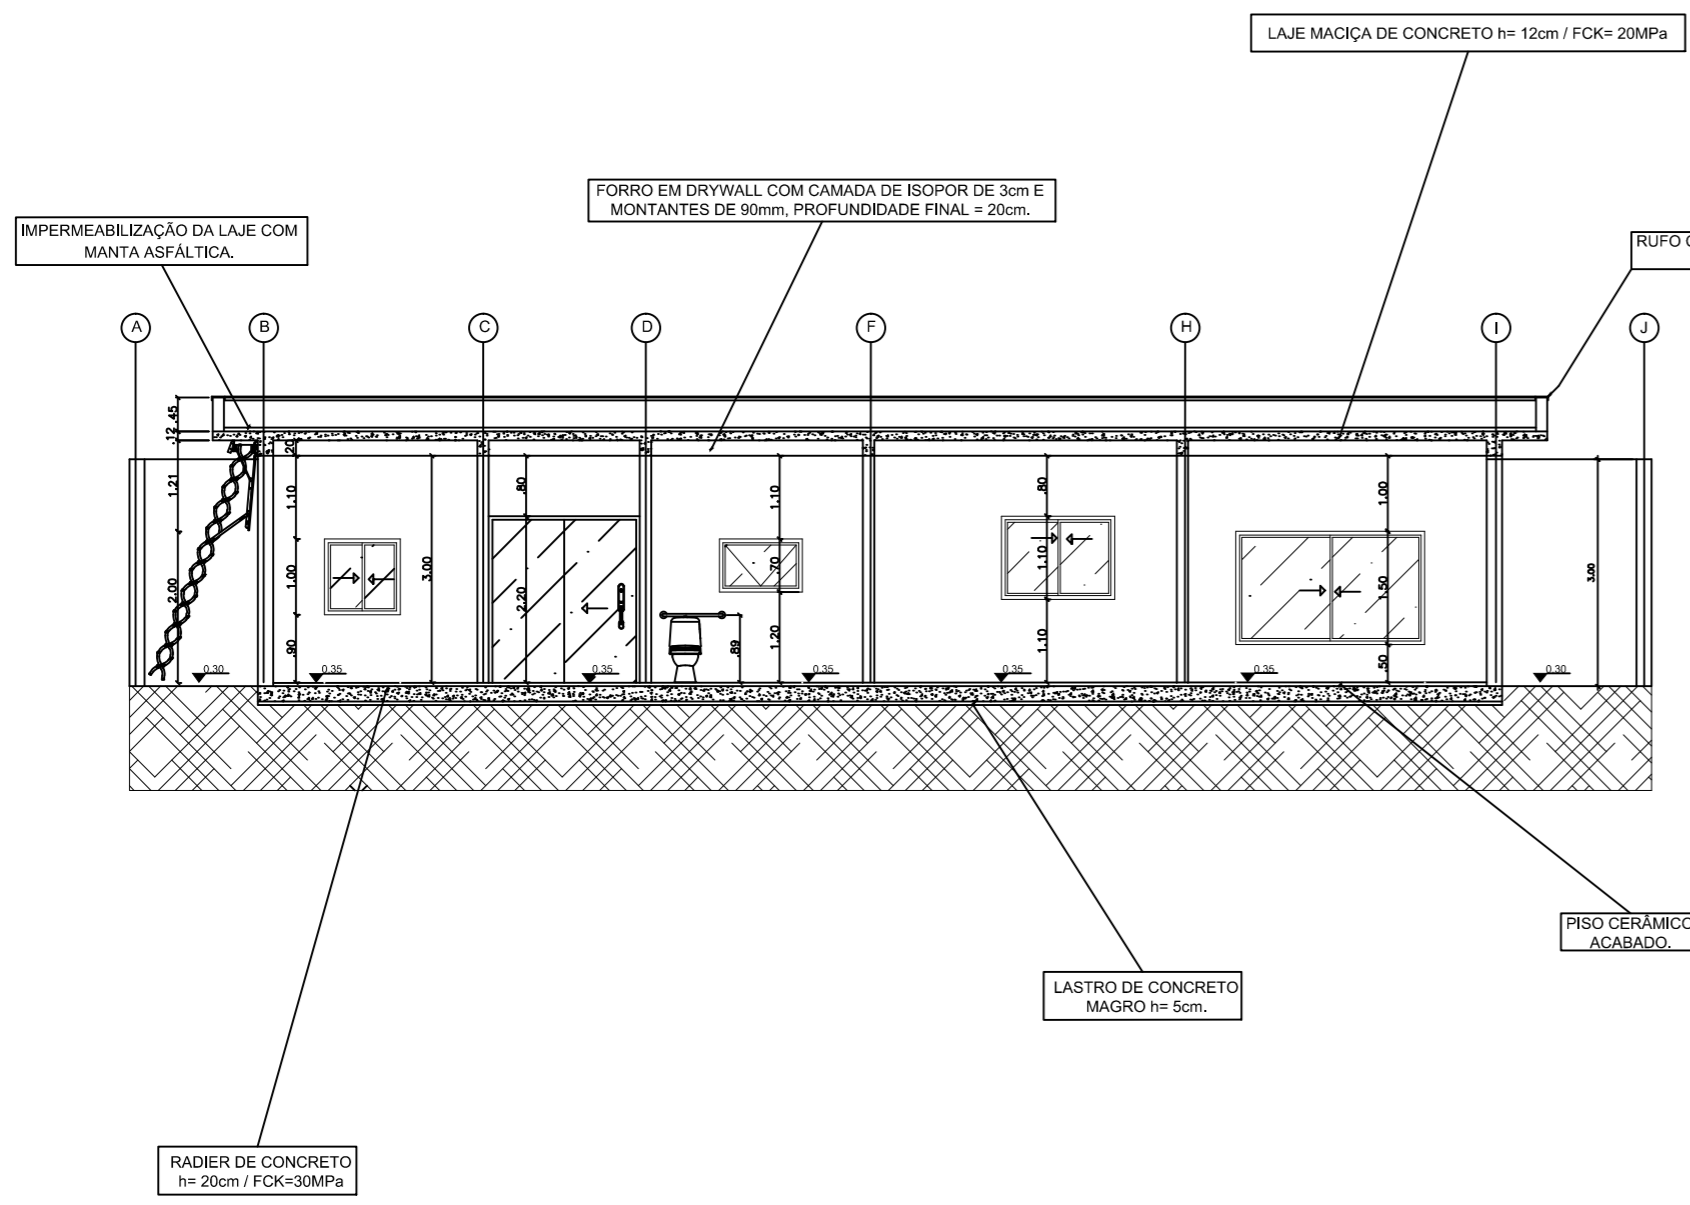 LAJE MACIÇA DE CONCRETO h= 12cm / FCK= 20MPa
FORRO EM DRYWALL COM CAMADA DE ISOPOR DE 3cm E
MONTANTES DE 90mm, PROFUNDIDADE FINAL = 20cm.
IMPERMEABILIZAÇÃO DA LAJE COM
MANTA ASFÁLTICA.
RUFO
A
B
C
D
F
H
I
J
.45
.12
.20
1.21
2.00
1.10
1.00
.90
3.00
.80
2.20
1.10
.70
1.20
.89
.80
1.10
1.10
1.00
1.50
.50
3.00
0.30
0.35
0.35
0.35
0.35
0.35
0.30
PISO CERÂMICO
ACABADO.
LASTRO DE CONCRETO
MAGRO h= 5cm.
RADIER DE CONCRETO
h= 20cm / FCK=30MPa